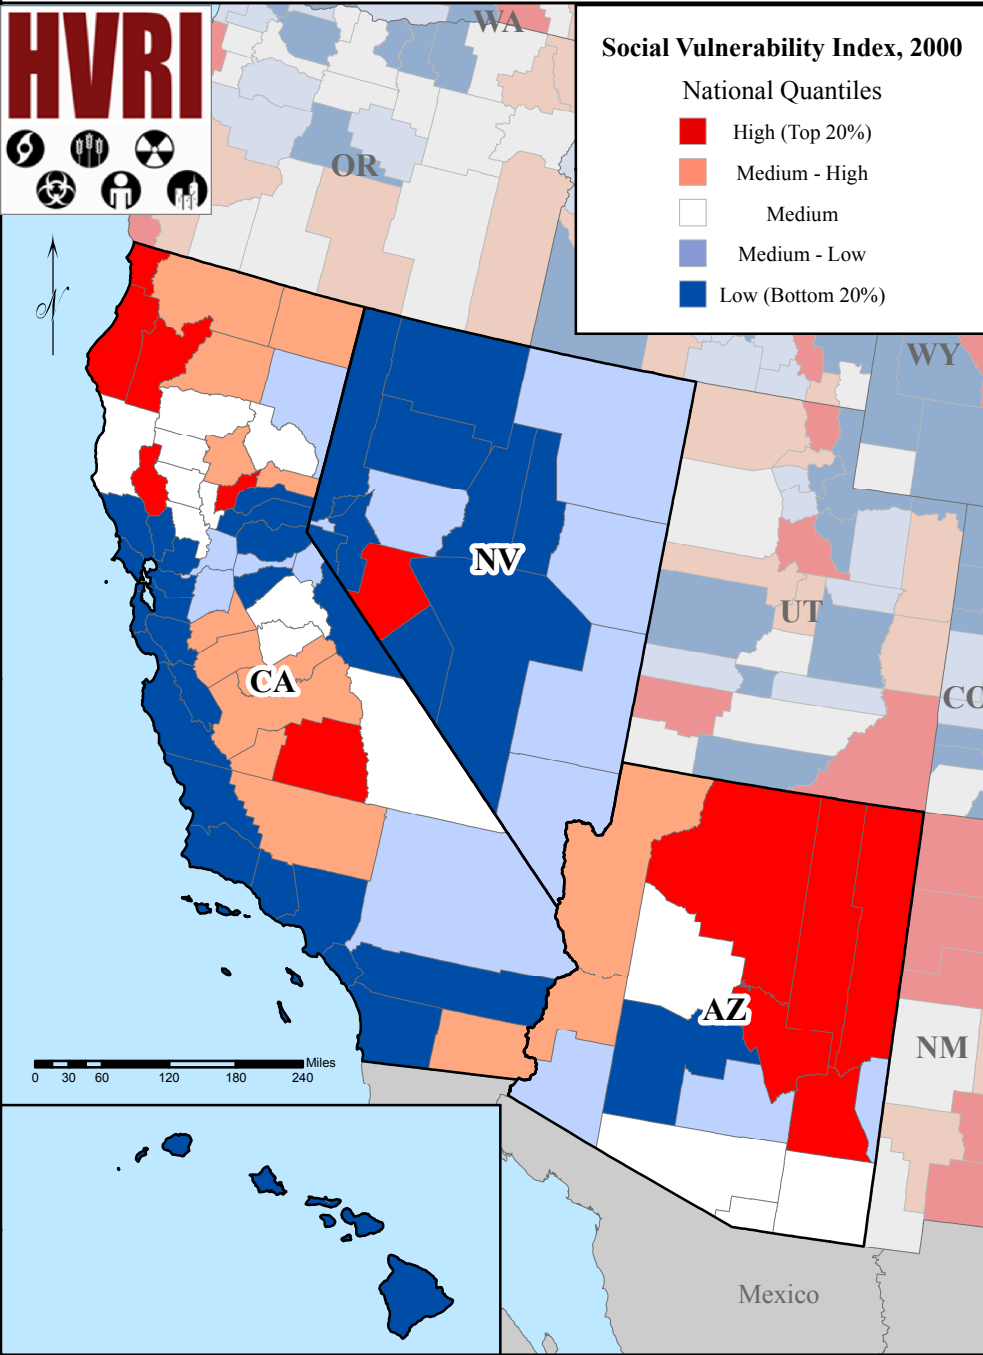 HVRI
Social Vulnerability Index, 2000
National Quantiles
High (Top 20%)
Medium - High
Medium
Medium - Low
Low (Bottom 20%)
WA
OR
N
WY
NV
UT
CO
CA
AZ
NM
Miles
0 30 60 120 180 240
Mexico